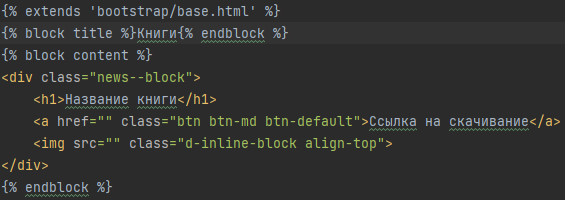 {% extends 'bootstrap/base.html' %}
{% block title %}Книги{% endblock %}
{% block content %}
<div class="news--block">
    <h1>Название книги</h1>
    <a href="" class="btn btn-md btn-default">Ссылка на скачивание</a>
    <img src="" class="d-inline-block align-top">
</div>
{% endblock %}